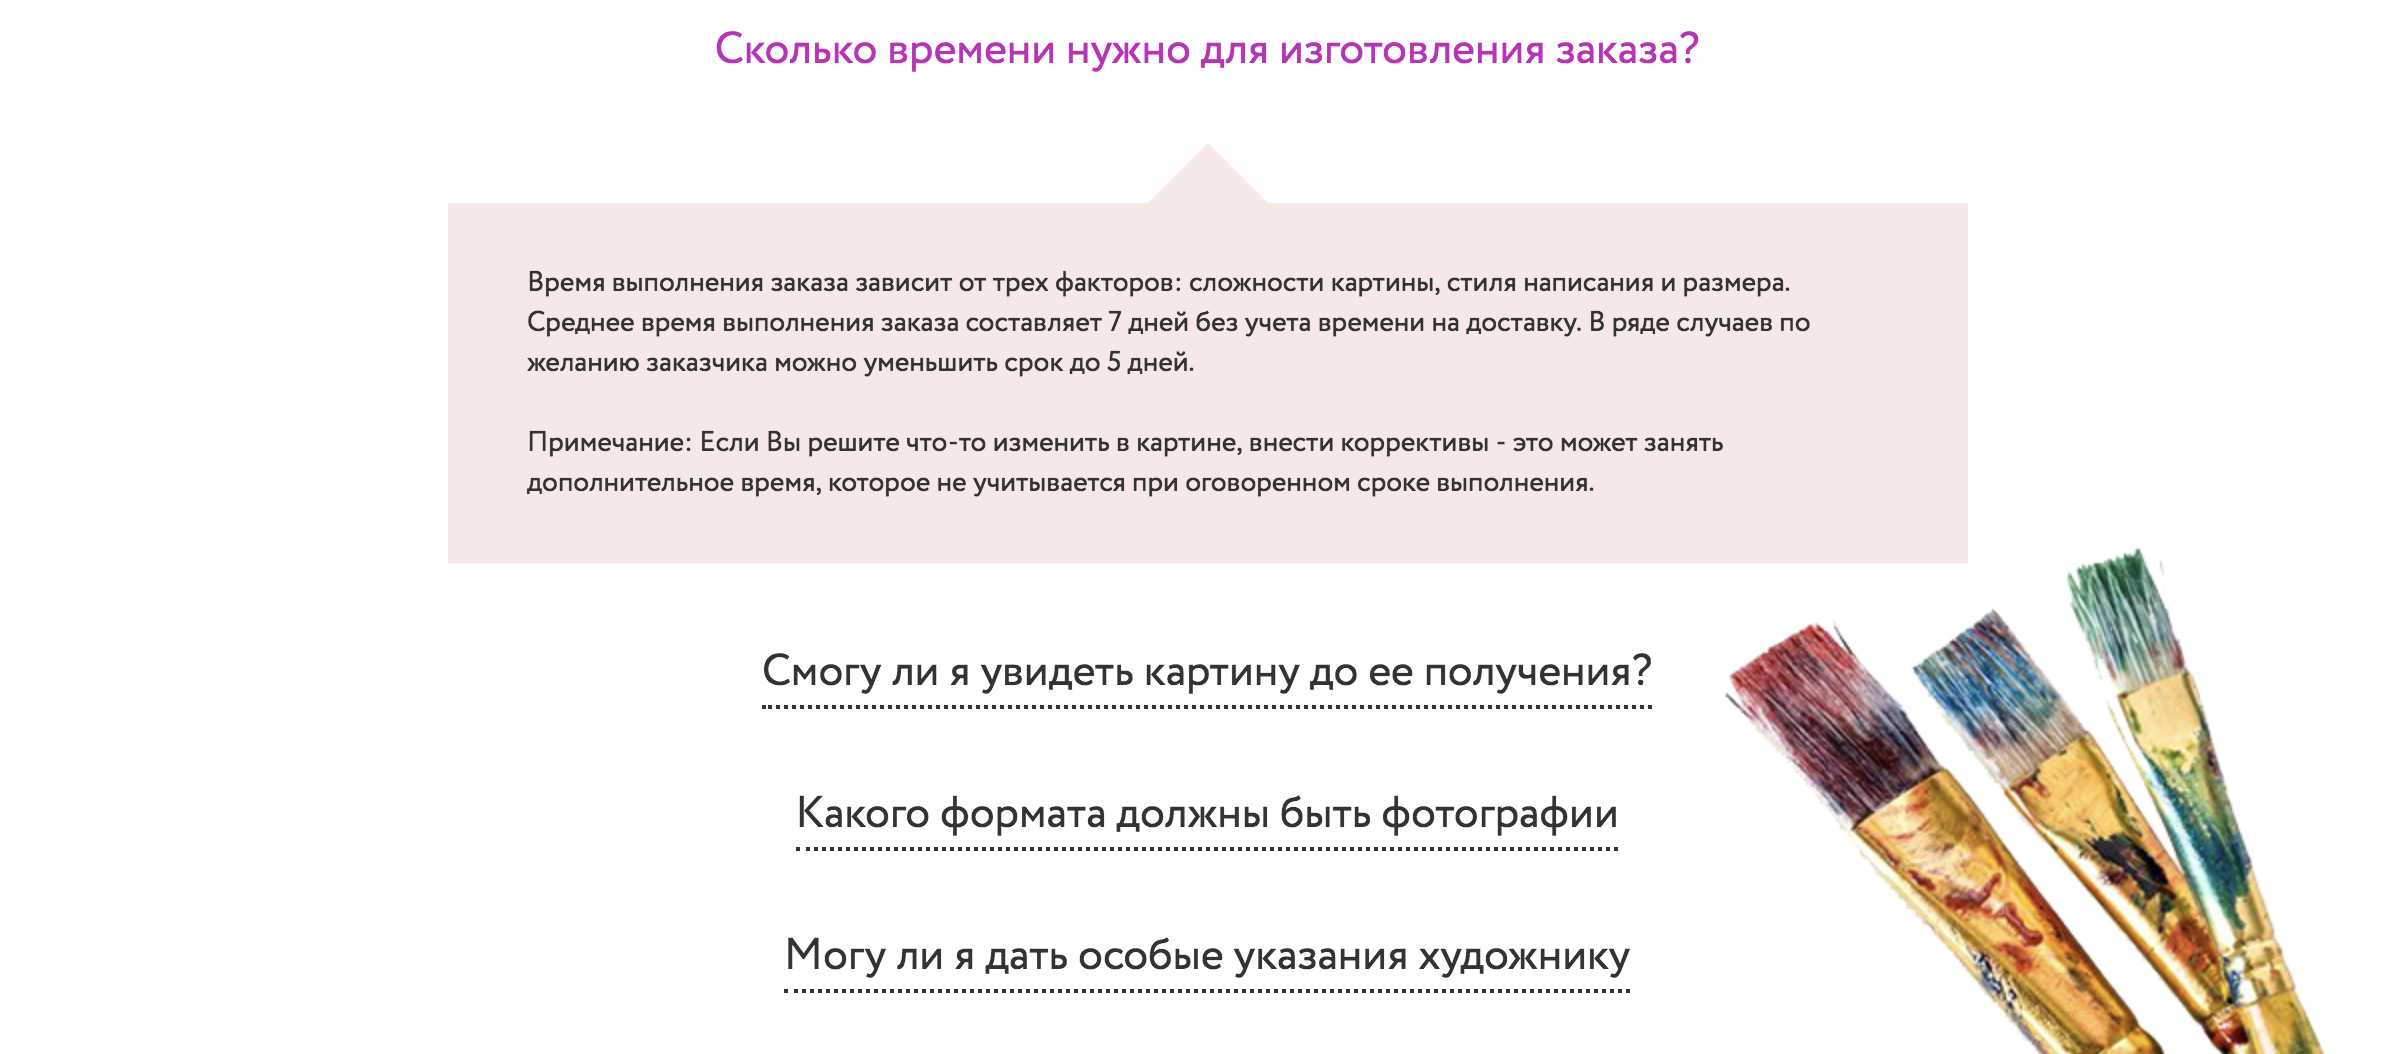 Сколько времени нужно для изготовления заказа?
Время выполнения заказа зависит от трех факторов: сложности картины, стиля написания и размера.
Среднее время выполнения заказа составляет 7 дней без учета времени на доставку. В ряде случаев по
желанию заказчика можно уменьшить срок до 5 дней.
Примечание: Если Вы решите что-то изменить в картине, внести коррективы - это может занять
дополнительное время, которое не учитывается при оговоренном сроке выполнения.
Смогу ли я увидеть картину до ее получения?
Какого формата должны быть фотографии
Могу ли я дать особые указания художнику